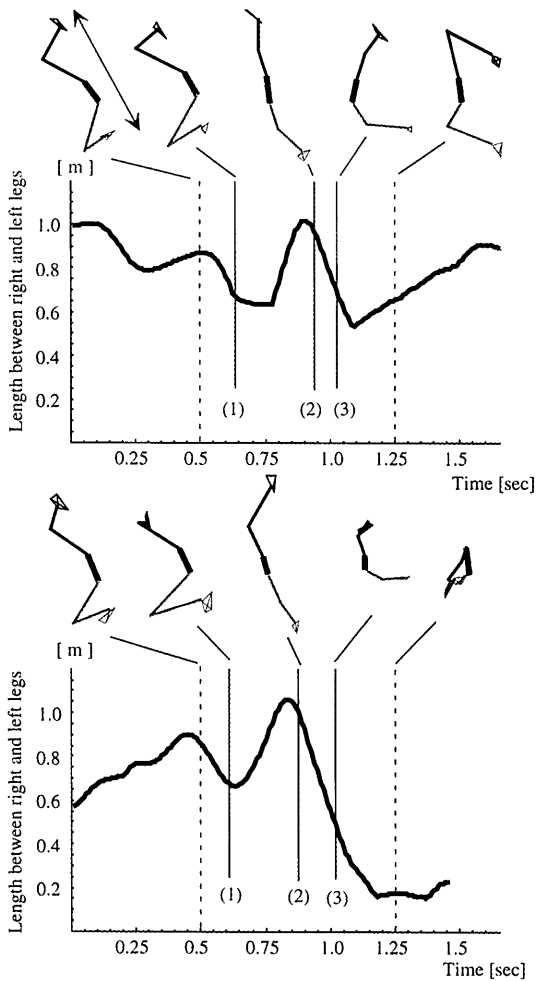 [ m ]
Length between right and left legs
1.0
0.8
0.6
0.4
0.2
(1) (2) (3)
0.25 0.5 0.75 1.0 1.25 1.5
Time [sec]
[ m ]
Length between right and left legs
1.0
0.8
0.6
0.4
0.2
(1) (2) (3)
0.25 0.5 0.75 1.0 1.25 1.5
Time [sec]